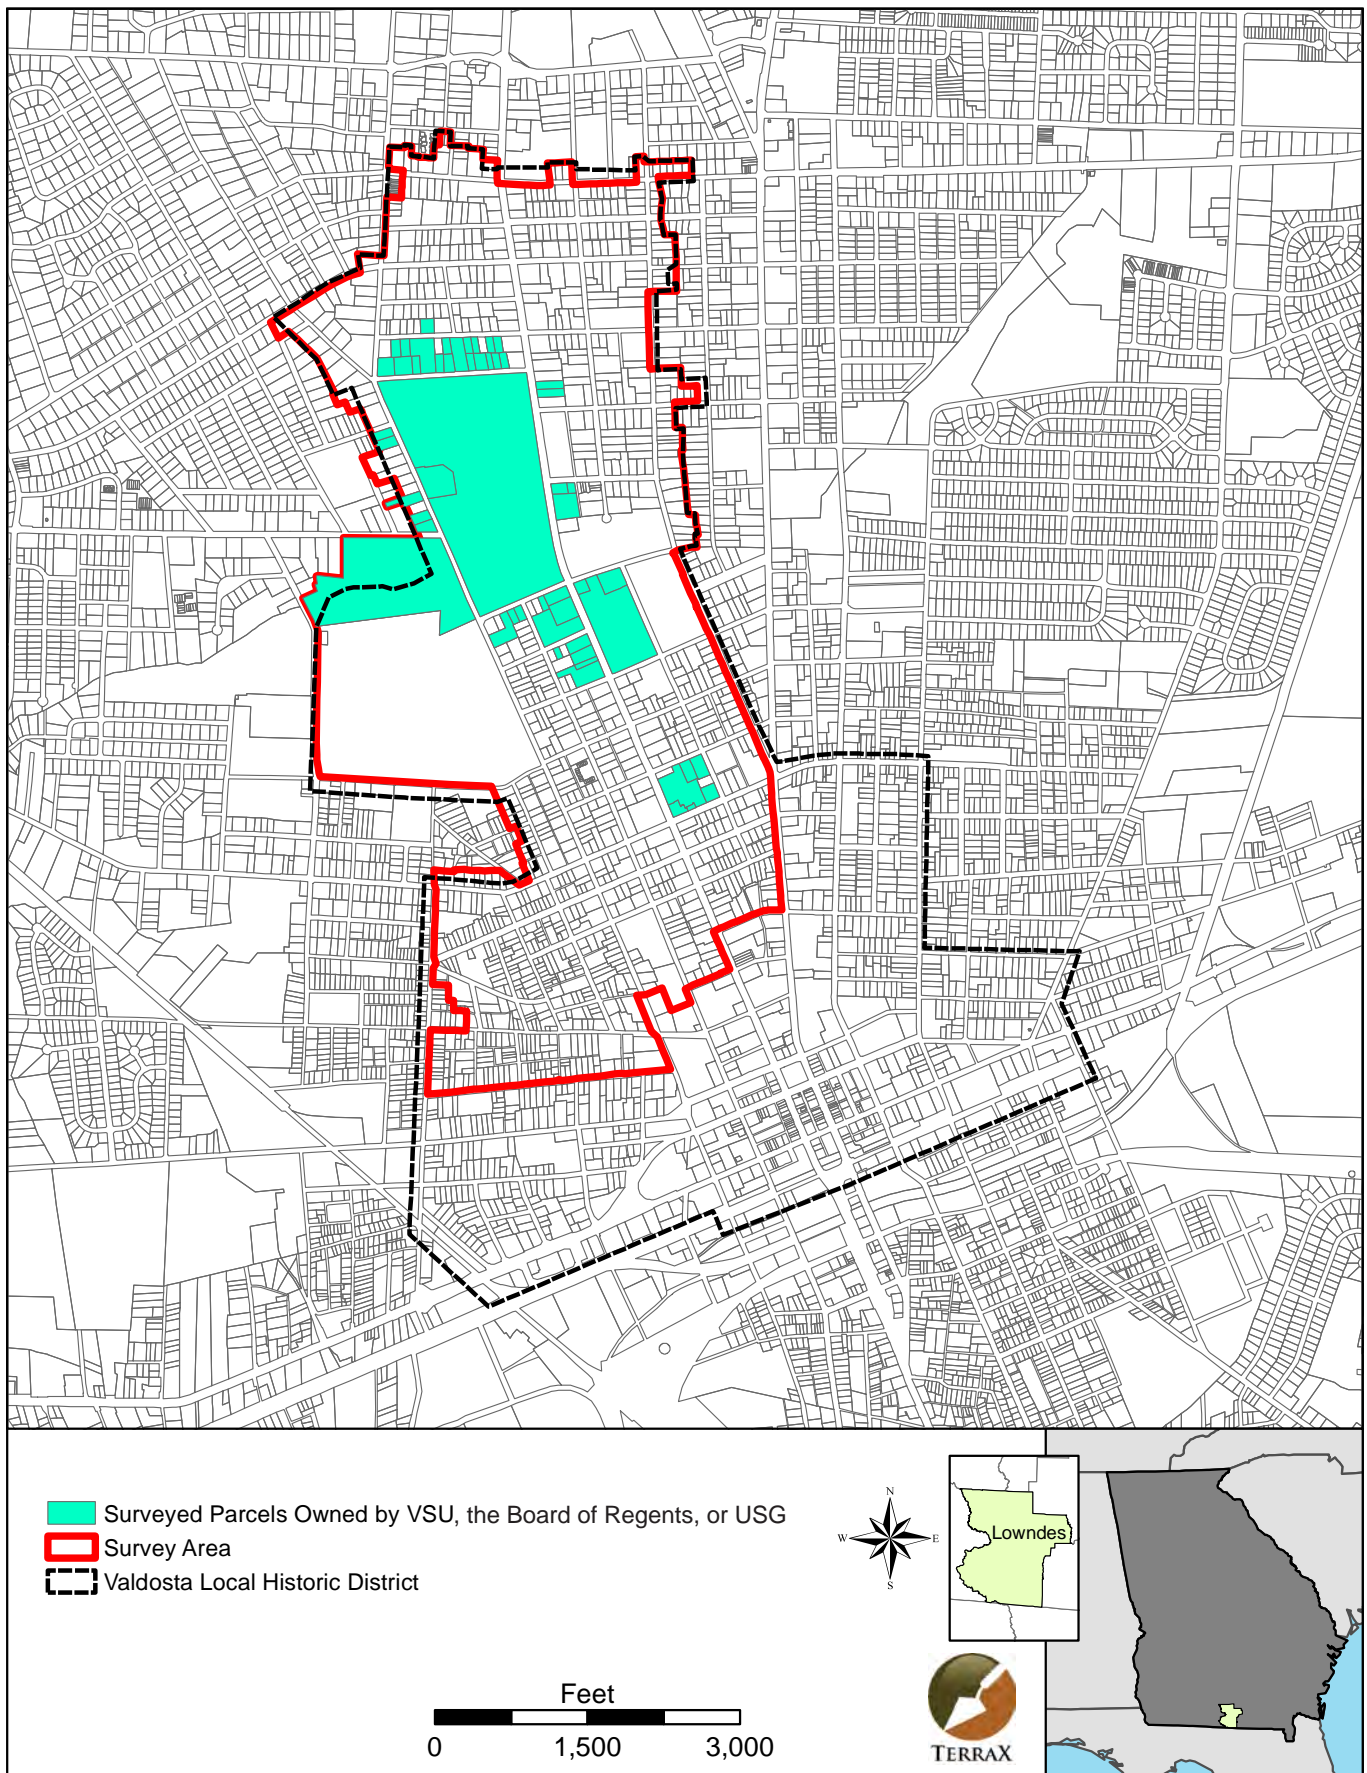 Surveyed Parcels Owned by VSU, the Board of Regents, or USG
Survey Area
Valdosta Local Historic District
N
W
E
S
Lowndes
Feet
0 1,500 3,000
TERRAX